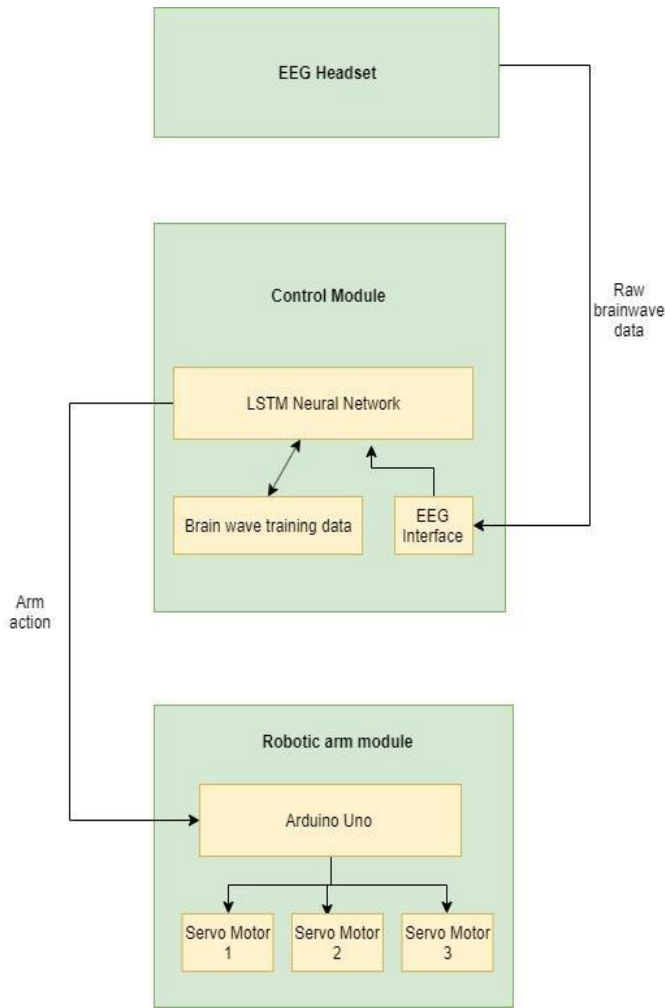 EEG Headset
Control Module
Raw
brainwave
data
LSTM Neural Network
Brain wave training data
EEG
Interface
Arm
action
Robotic arm module
Arduino Uno
Servo Motor
1
Servo Motor
2
Servo Motor
3